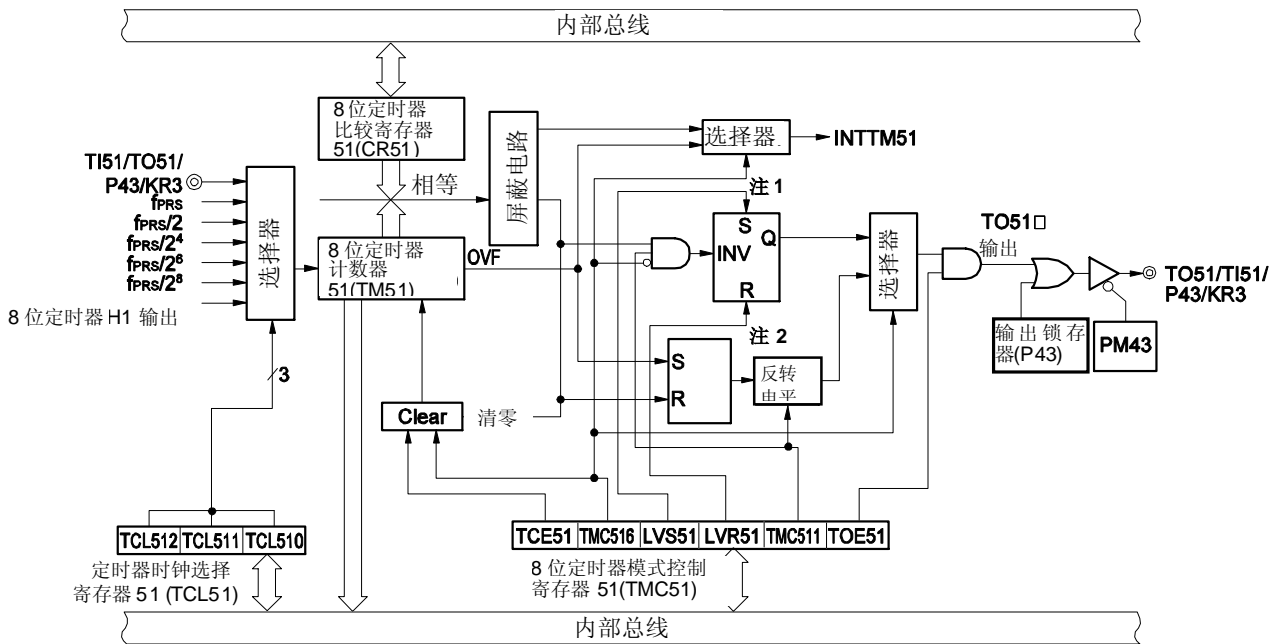 内部总线
8位定时器
比较寄存器
51(CR51)
屏蔽电路
选择器
INTTM51
TI51/TO51/
P43/KR3
fPRS
fPRS/2
fPRS/2⁴
fPRS/2⁶
fPRS/2⁸
8位定时器H1 输出
选择器
相等
8位定时器
计数器
51(TM51)
OVF
注 1
S
INV
Q
R
注 2
选择器
TO51□
输出
TO51/TI51/
P43/KR3
输出锁存
器(P43)
PM43
S
R
反转
3
Clear
清零
TCL512 TCL511 TCL510
定时器时钟选择
寄存器 51 (TCL51)
TCE51 TMC516 LVS51 LVR51 TMC511 TOE51
8位定时器模式控制
寄存器 51(TMC51)
内部总线